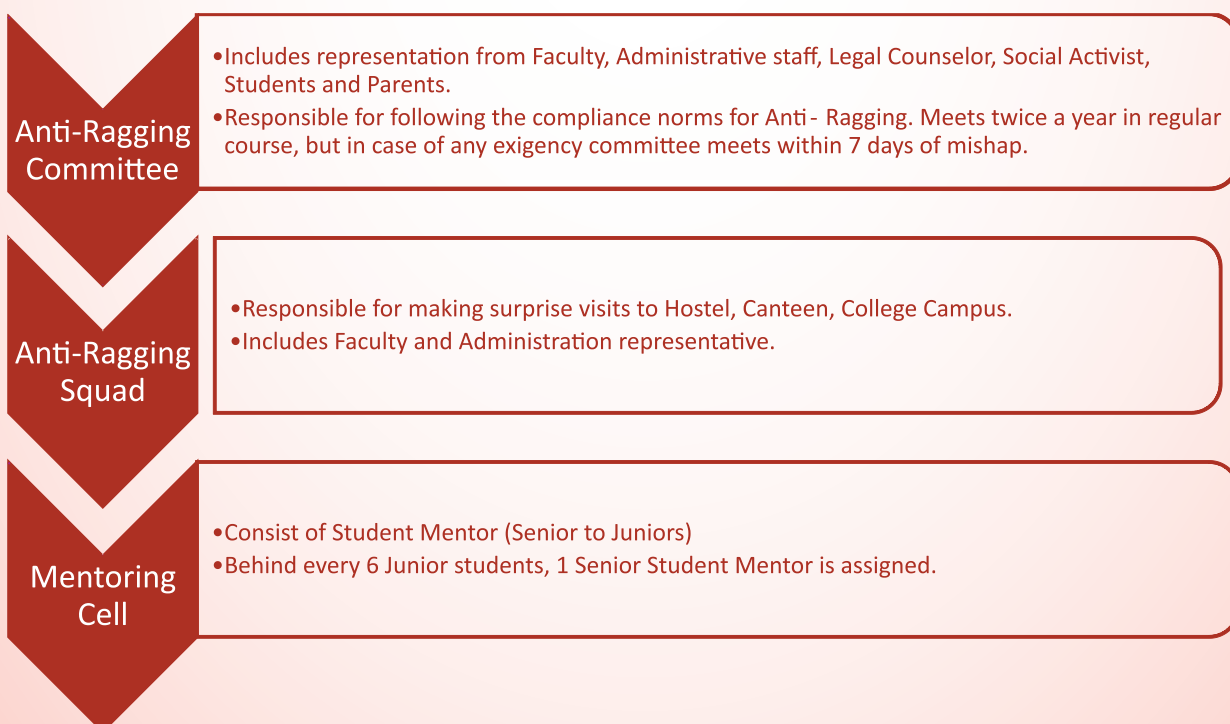 Anti-Ragging
Committee
•Includes representation from Faculty, Administrative staff, Legal Counselor, Social Activist,
Students and Parents.
•Responsible for following the compliance norms for Anti - Ragging. Meets twice a year in regular
course, but in case of any exigency committee meets within 7 days of mishap.
Anti-Ragging
Squad
•Responsible for making surprise visits to Hostel, Canteen, College Campus.
•Includes Faculty and Administration representative.
Mentoring
Cell
•Consist of Student Mentor (Senior to Juniors)
•Behind every 6 Junior students, 1 Senior Student Mentor is assigned.